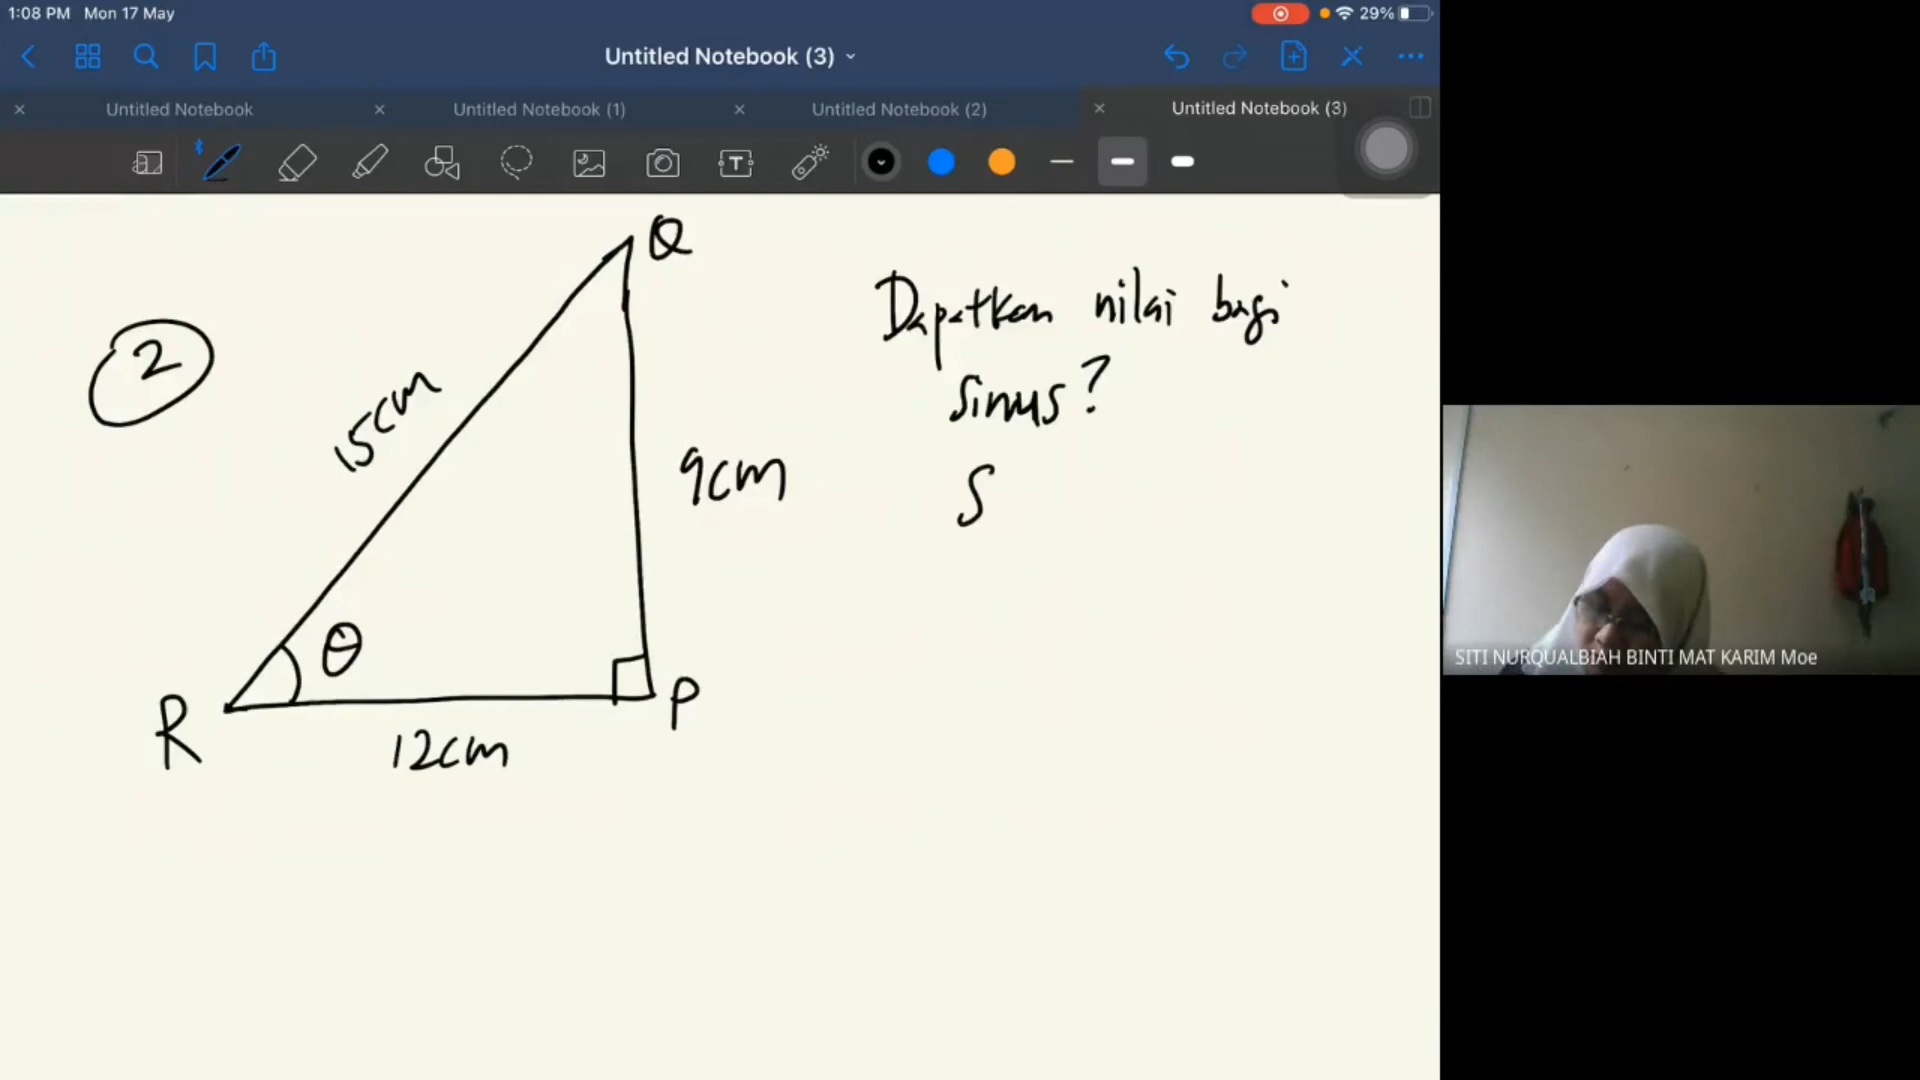 1:08 PM Mon 17 May
29%
Untitled Notebook (3)
Untitled Notebook
Untitled Notebook (1)
Untitled Notebook (2)
Untitled Notebook (3)
T
2
Q
15cm
9cm
θ
R
P
12cm
Dapatkan nilai bagi
sinus?
S
SITI NURQUALBIAH BINTI MAT KARIM Moe